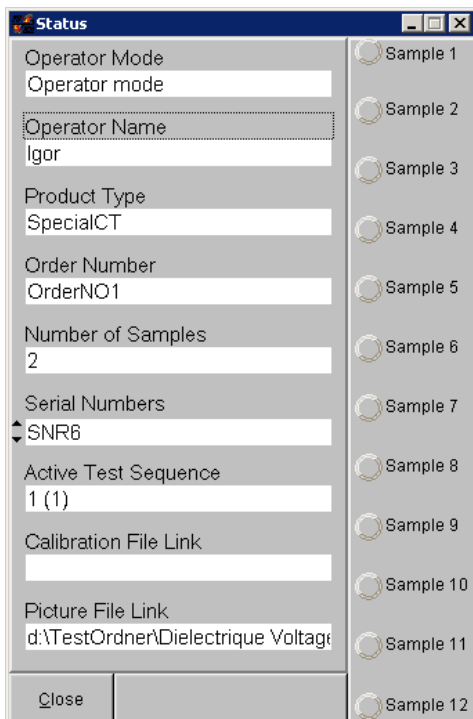 Status
Operator Mode
Operator mode
Operator Name
Igor
Product Type
SpecialCT
Order Number
OrderNO1
Number of Samples
2
Serial Numbers
SNR6
Active Test Sequence
1 (1)
Calibration File Link
Picture File Link
d:\TestOrdner\Dielectrique Voltage
Close
Sample 1
Sample 2
Sample 3
Sample 4
Sample 5
Sample 6
Sample 7
Sample 8
Sample 9
Sample 10
Sample 11
Sample 12